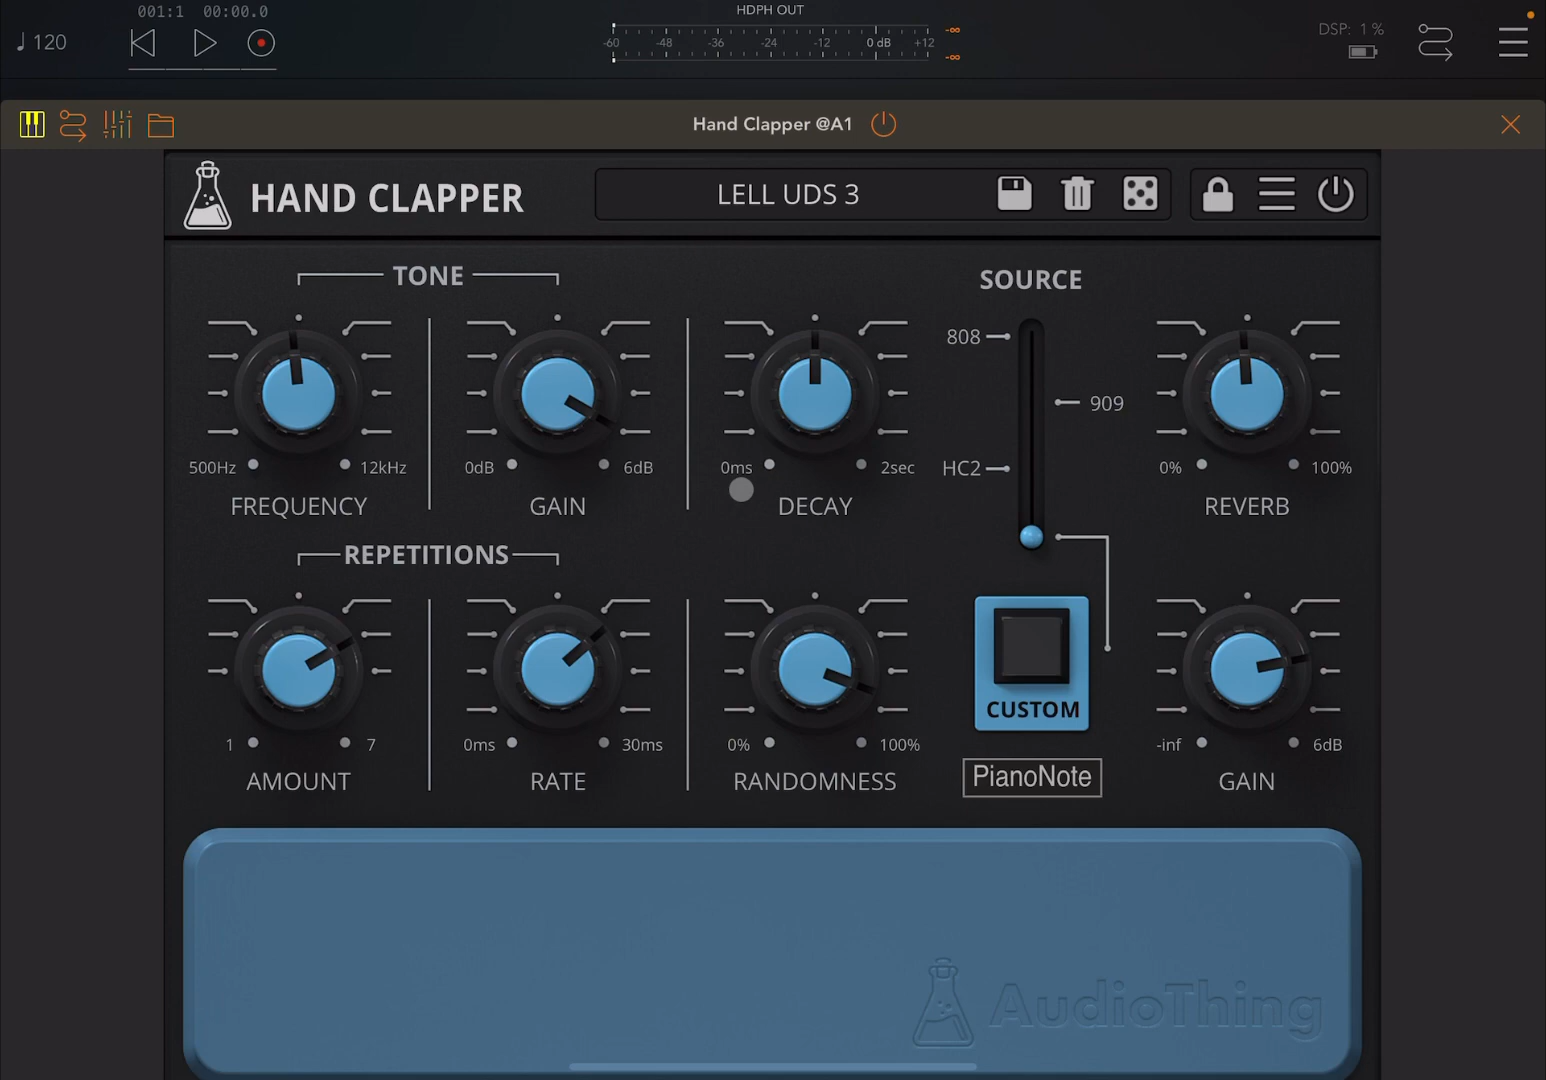 001:1 00:00.0
HDPH OUT
♩ 120
-60 -48 -36 -24 -12 0 dB +12
-∞
-∞
DSP: 1 %
Hand Clapper @A1
HAND CLAPPER
LELL UDS 3
TONE
SOURCE
808
909
HC2
500Hz 12kHz
FREQUENCY
0dB 6dB
GAIN
0ms 2sec
DECAY
0% 100%
REVERB
REPETITIONS
1 7
AMOUNT
0ms 30ms
RATE
0% 100%
RANDOMNESS
CUSTOM
PianoNote
-inf 6dB
GAIN
AudioThing